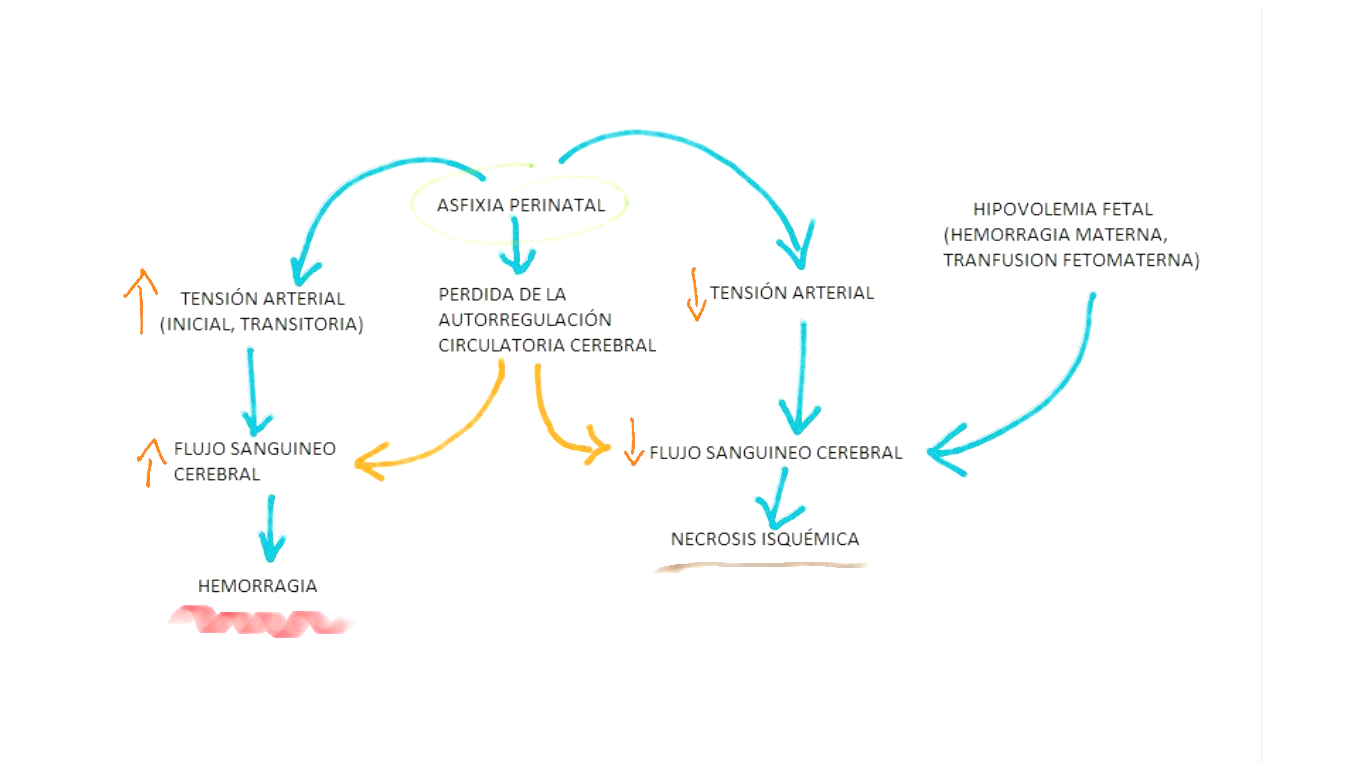 ASFIXIA PERINATAL
HIPOVOLEMIA FETAL
(HEMORRAGIA MATERNA,
TRANFUSION FETOMATERNA)
TENSIÓN ARTERIAL
(INICIAL, TRANSITORIA)
PERDIDA DE LA
AUTORREGULACIÓN
CIRCULATORIA CEREBRAL
TENSIÓN ARTERIAL
FLUJO SANGUINEO
CEREBRAL
FLUJO SANGUINEO CEREBRAL
NECROSIS ISQUÉMICA
HEMORRAGIA